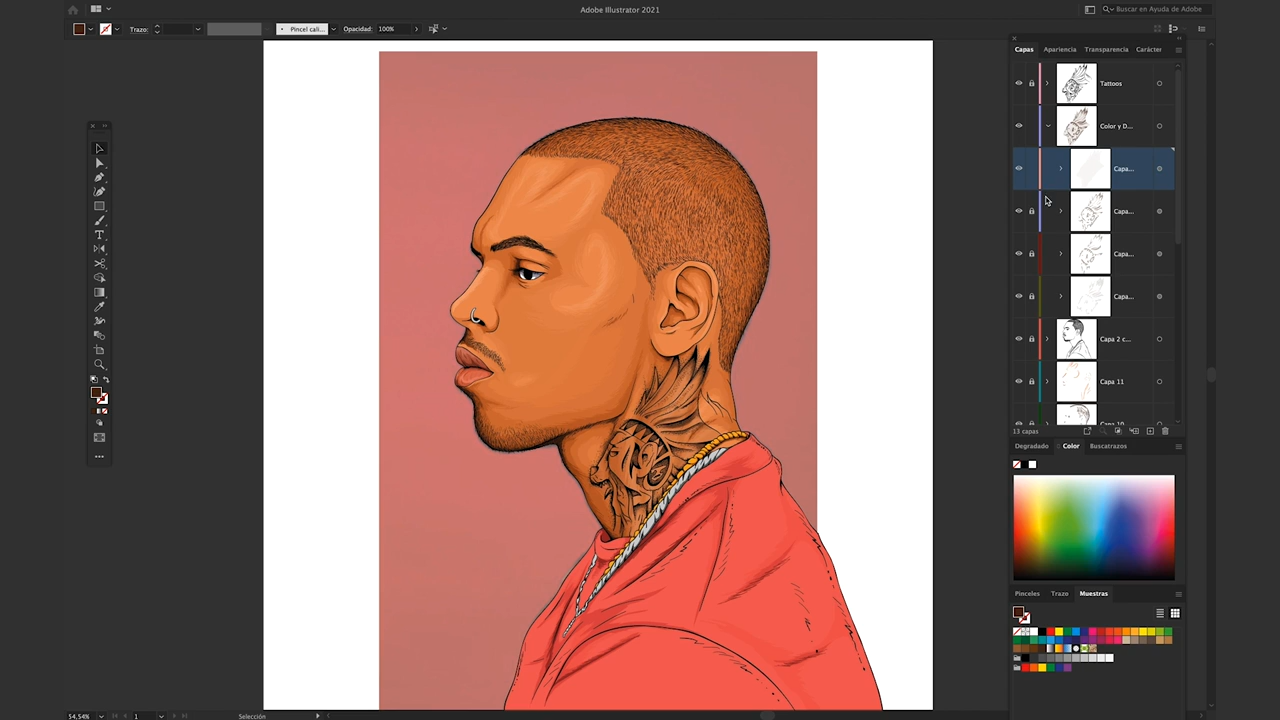 Adobe Illustrator 2021
Buscar en Ayuda de Adobe
Trazo:
Pincel cali...
Opacidad:
100%
Capas
Apariencia
Transparencia
Carácter
Tattoos
Color y D...
Capa...
Capa...
Capa...
Capa...
Capa 2 c...
Capa 11
Capa 10
13 capas
Degradado
Color
Buscatrazos
Pinceles
Trazo
Muestras
54,54%
1
Selección